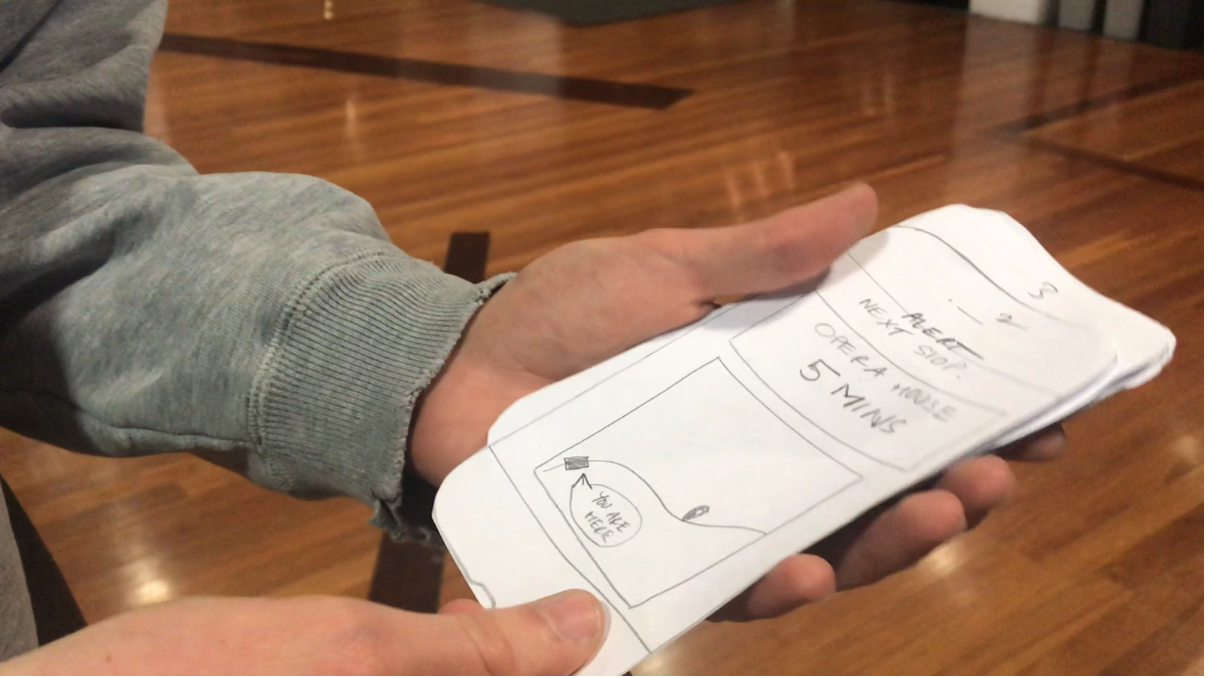 3
- 2
ALERT
NEXT STOP.
OPERA HOUSE
5 MINS
YOU ARE
HERE